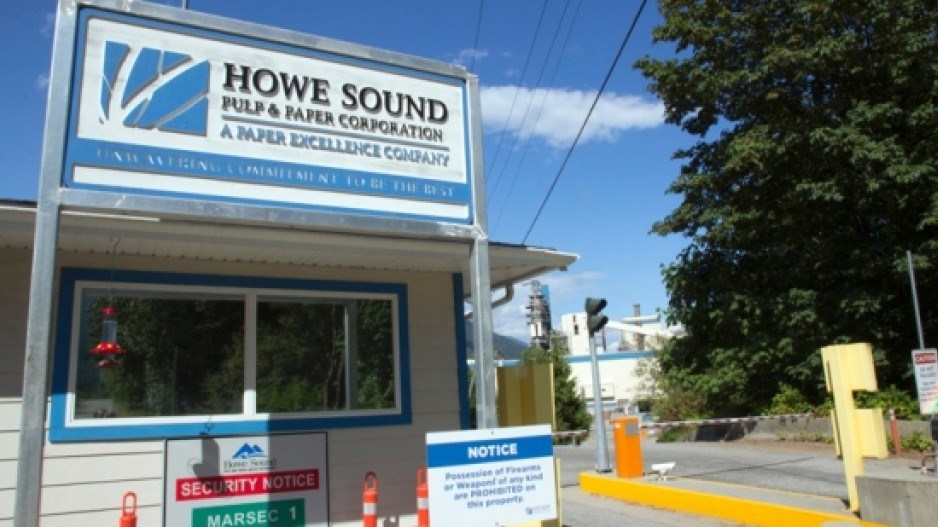 HOWE SOUND
PULP & PAPER CORPORATION
A PAPER EXCELLENCE COMPANY
UNWAVERING COMMITMENT TO BE THE BEST
Howe Sound
SECURITY NOTICE
MARSEC 1
NOTICE
Possession of Firearms
or Weapons of any kind
are PROHIBITED on
this property.
CAUTION